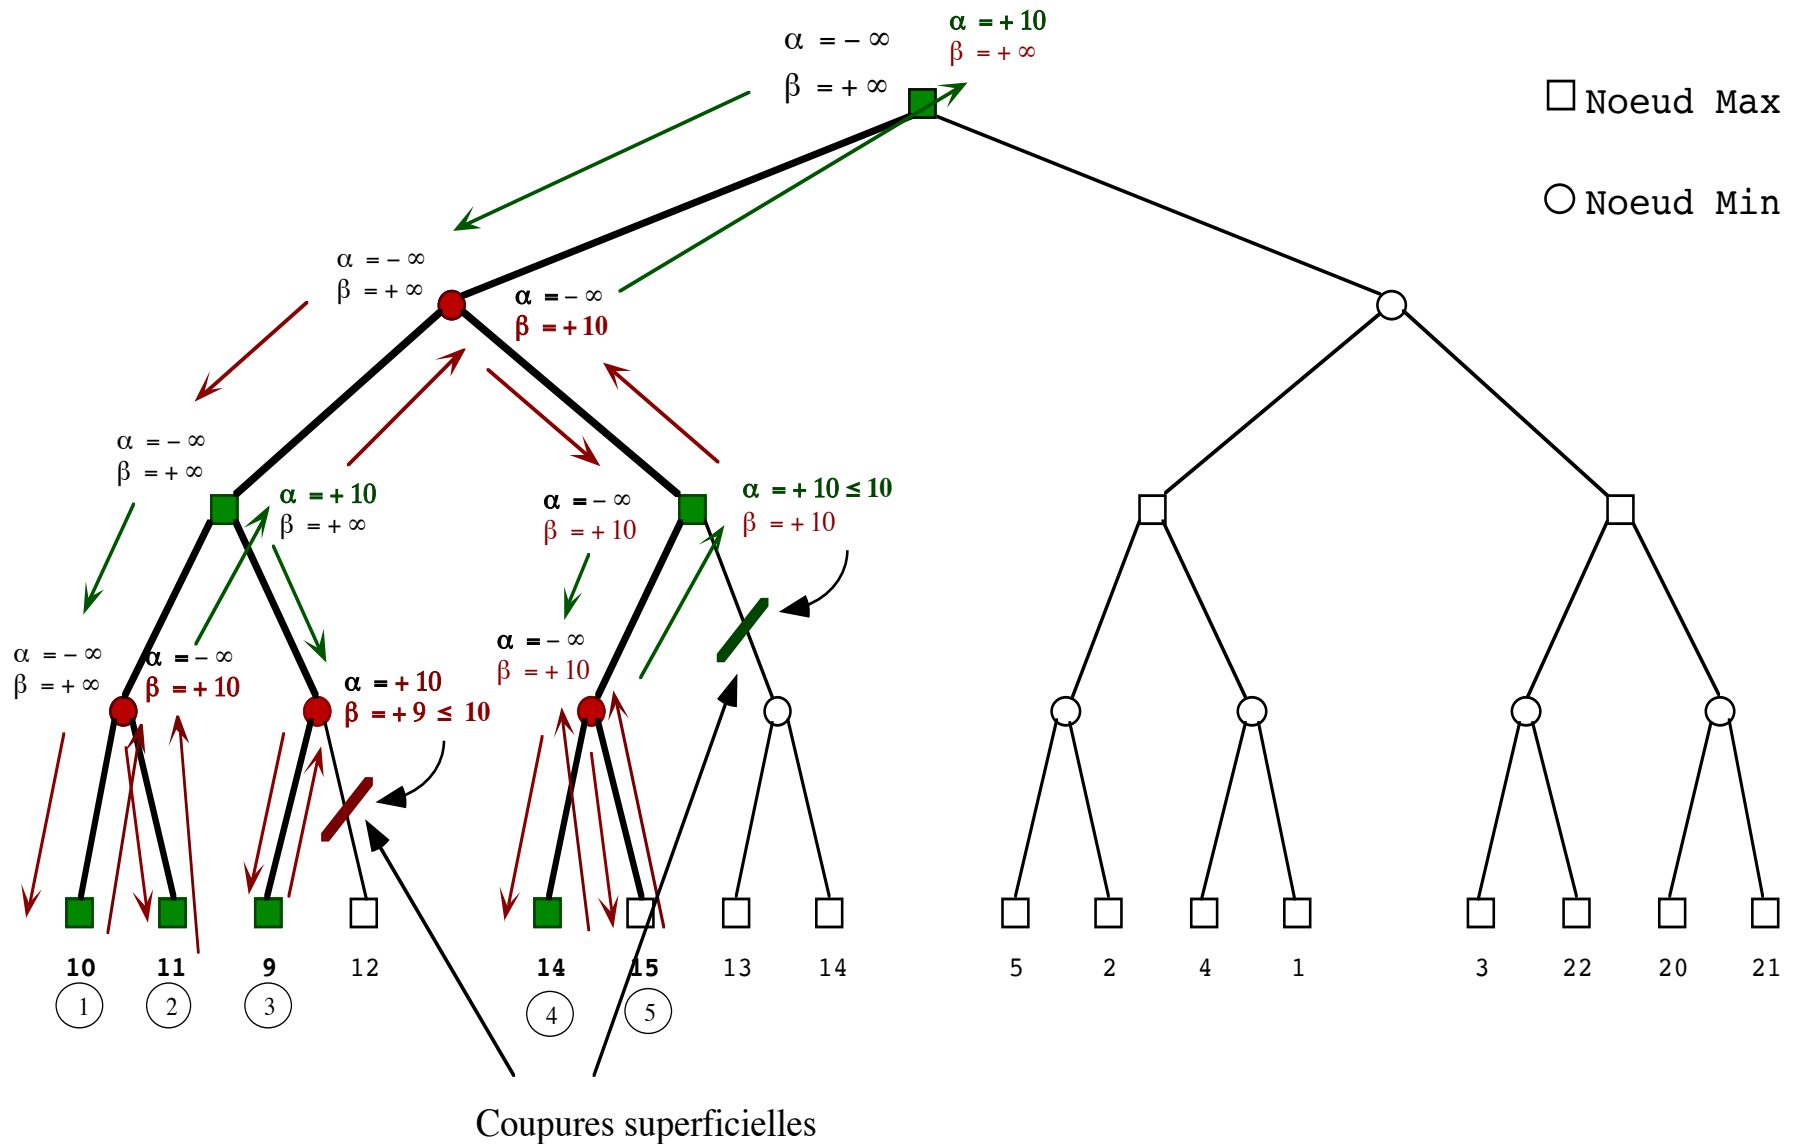 α = − ∞
β = + ∞
α = + 10
β = + ∞
Noeud Max
Noeud Min
α = − ∞
β = + ∞
α = − ∞
β = + 10
α = − ∞
β = + ∞
α = + 10
β = + ∞
α = − ∞
β = + 10
α = + 10 ≤ 10
β = + 10
α = − ∞
β = + ∞
α = − ∞
β = + 10
α = + 10
β = + 9 ≤ 10
α = − ∞
β = + 10
10 11 9 12 14 15 13 14 5 2 4 1 3 22 20 21
1 2 3 4 5
Coupures superficielles